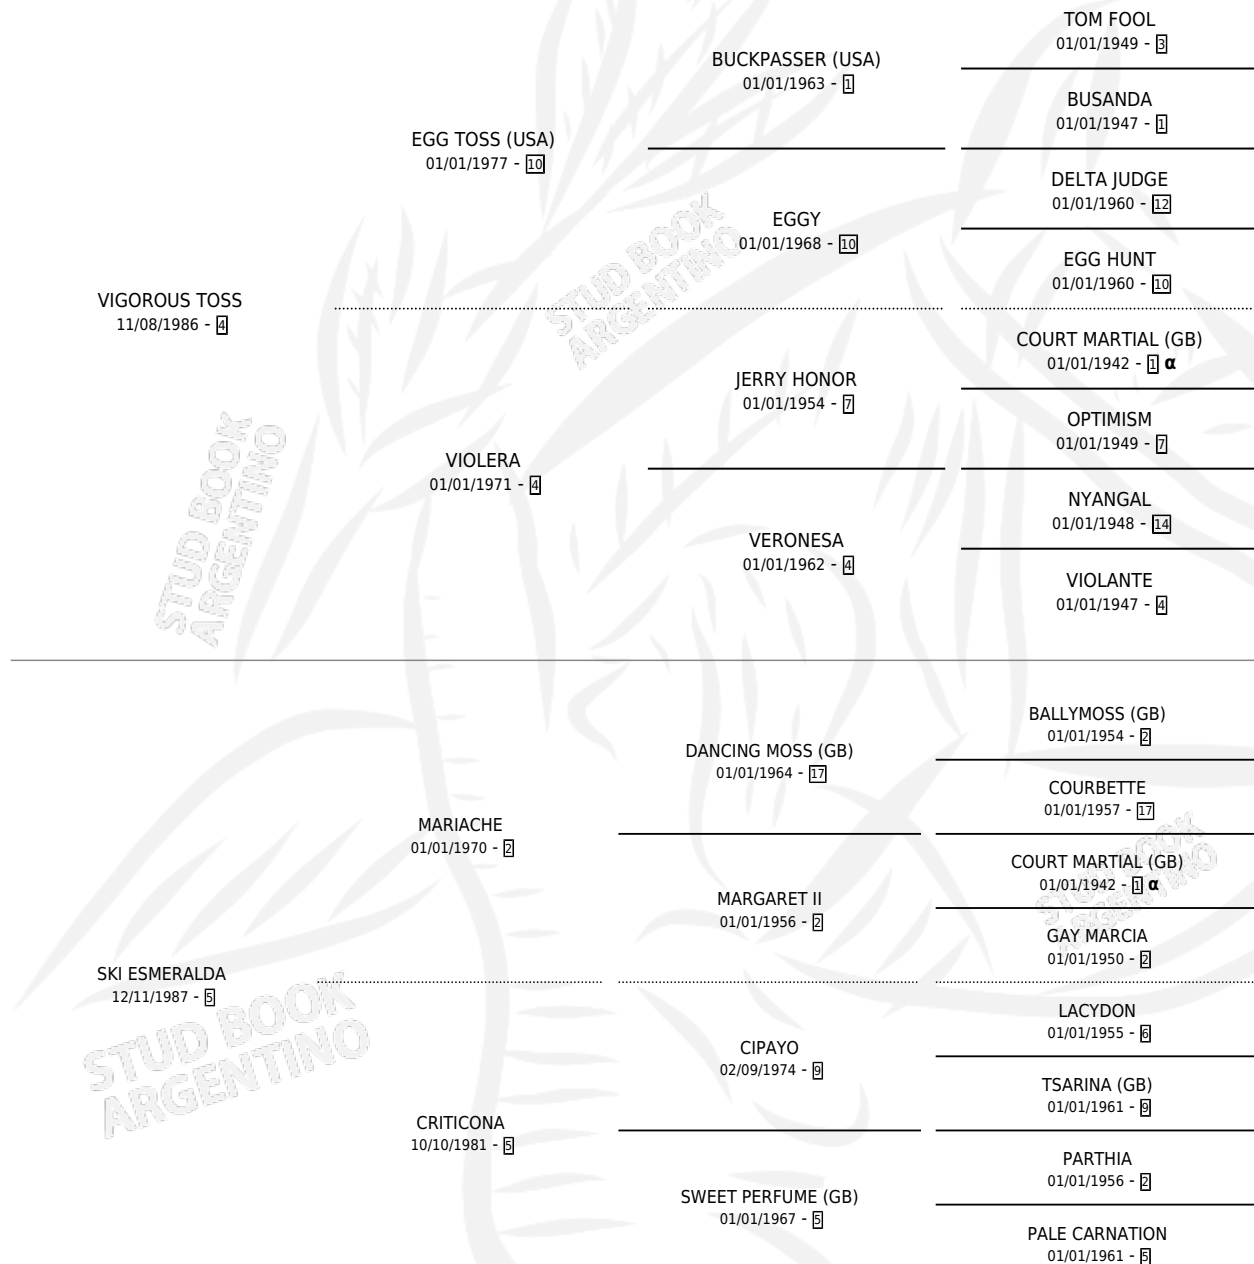 TOM FOOL
01/01/1949 - 3
BUCKPASSER (USA)
01/01/1963 - 1
BUSANDA
01/01/1947 - 1
EGG TOSS (USA)
01/01/1977 - 10
DELTA JUDGE
01/01/1960 - 12
EGGY
01/01/1968 - 10
EGG HUNT
01/01/1960 - 10
VIGOROUS TOSS
11/08/1986 - 4
COURT MARTIAL (GB)
01/01/1942 - 1 α
JERRY HONOR
01/01/1954 - 7
OPTIMISM
01/01/1949 - 7
VIOLERA
01/01/1971 - 4
NYANGAL
01/01/1948 - 14
VERONESA
01/01/1962 - 4
VIOLANTE
01/01/1947 - 4
BALLYMOSS (GB)
01/01/1954 - 2
DANCING MOSS (GB)
01/01/1964 - 17
COURBETTE
01/01/1957 - 17
MARIACHE
01/01/1970 - 2
COURT MARTIAL (GB)
01/01/1942 - 1 α
MARGARET II
01/01/1956 - 2
GAY MARCIA
01/01/1950 - 2
SKI ESMERALDA
12/11/1987 - 5
LACYDON
01/01/1955 - 6
CIPAYO
02/09/1974 - 9
TSARINA (GB)
01/01/1961 - 9
CRITICONA
10/10/1981 - 5
PARTHIA
01/01/1956 - 2
SWEET PERFUME (GB)
01/01/1967 - 5
PALE CARNATION
01/01/1961 - 5
STUD BOOK
ARGENTINO
STUD BOOK
ARGENTINO
STUD BOOK
ARGENTINO
STUD BOOK
ARGENTINO